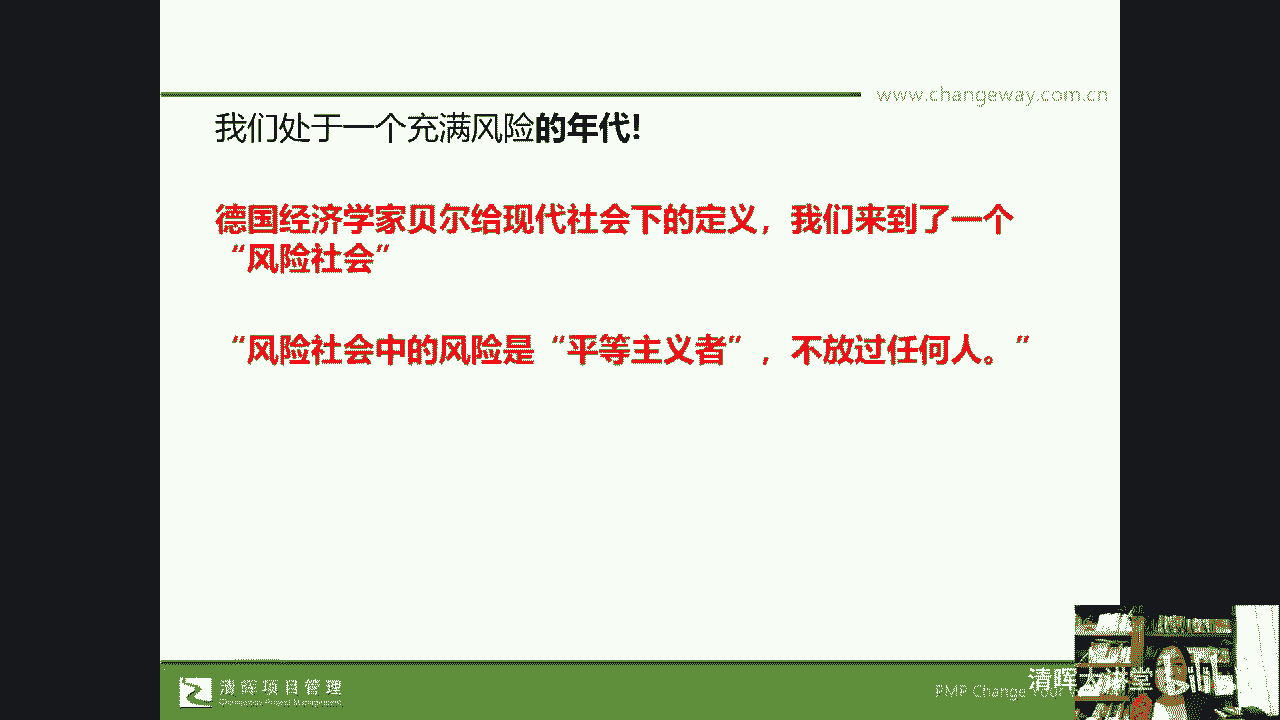 www.changeway.com.cn
我们处于一个充满风险的年代!
德国经济学家贝尔给现代社会下的定义，我们来到了一个
“风险社会”
“风险社会中的风险是“平等主义者”，不放过任何人。”
清晖项目管理
Changeway Project Management
PMP Change Your
清晖大讲堂